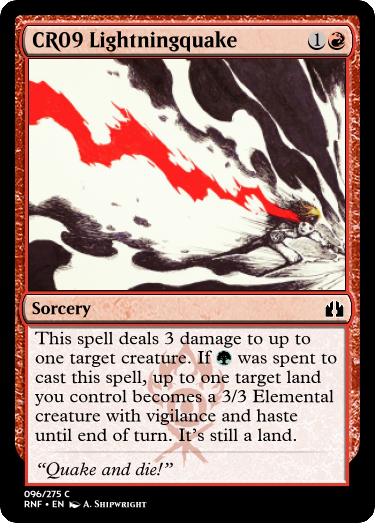 CR09 Lightningquake 1
Sorcery
This spell deals 3 damage to up to
one target creature. If was spent to
cast this spell, up to one target land
you control becomes a 3/3 Elemental
creature with vigilance and haste
until end of turn. It's still a land.
"Quake and die!"
096/275 C
RNF • EN A. Shipwright